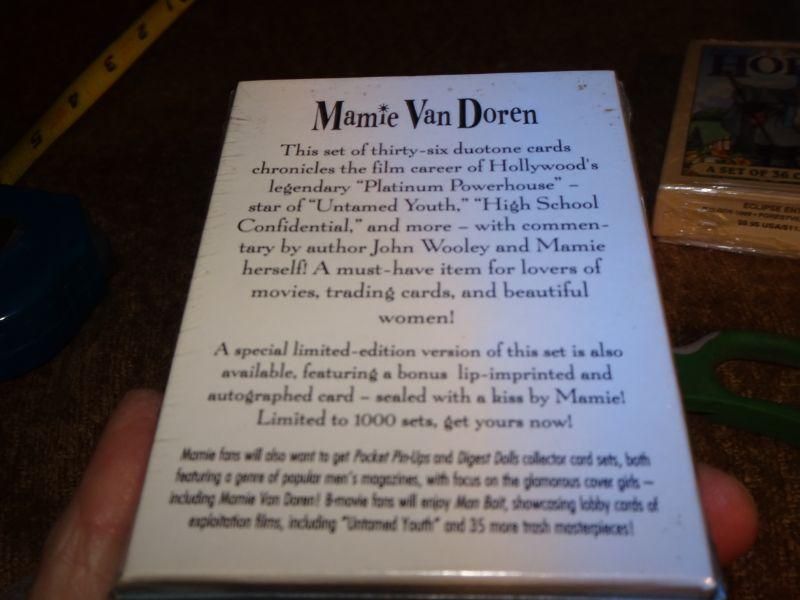 Mamie Van Doren
This set of thirty-six duotone cards
chronicles the film career of Hollywood's
legendary "Platinum Powerhouse" –
star of "Untamed Youth," "High School
Confidential," and more – with commen-
tary by author John Wooley and Mamie
herself! A must-have item for lovers of
movies, trading cards, and beautiful
women!
A special limited-edition version of this set is also
available, featuring a bonus lip-imprinted and
autographed card – sealed with a kiss by Mamie!
Limited to 1000 sets, get yours now!
Mamie fans will also want to get Pocket Pin-Ups and Digest Dolls collector card sets, both
featuring a genre of popular men's magazines, with focus on the glamorous cover girls —
including Mamie Van Doren! B-movie fans will enjoy Man Bait, showcasing lobby cards of
exploitation films, including "Untamed Youth" and 35 more trash masterpieces!
A SET OF 36
ECLIPSE
2
3
4
5